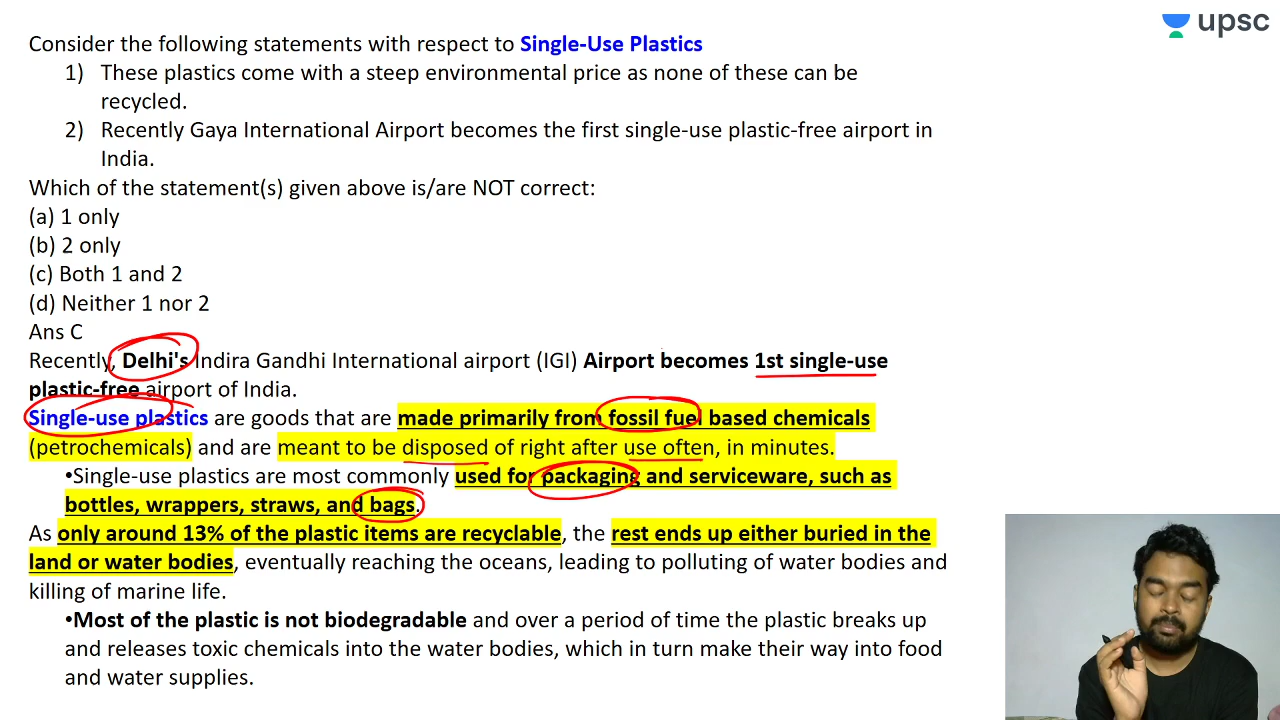 upsc
Consider the following statements with respect to Single-Use Plastics
1) These plastics come with a steep environmental price as none of these can be
recycled.
2) Recently Gaya International Airport becomes the first single-use plastic-free airport in
India.
Which of the statement(s) given above is/are NOT correct:
(a) 1 only
(b) 2 only
(c) Both 1 and 2
(d) Neither 1 nor 2
Ans C
Recently, Delhi's Indira Gandhi International airport (IGI) Airport becomes 1st single-use
plastic-free airport of India.
Single-use plastics are goods that are made primarily from fossil fuel based chemicals
(petrochemicals) and are meant to be disposed of right after use often, in minutes.
•Single-use plastics are most commonly used for packaging and serviceware, such as
bottles, wrappers, straws, and bags.
As only around 13% of the plastic items are recyclable, the rest ends up either buried in the
land or water bodies, eventually reaching the oceans, leading to polluting of water bodies and
killing of marine life.
•Most of the plastic is not biodegradable and over a period of time the plastic breaks up
and releases toxic chemicals into the water bodies, which in turn make their way into food
and water supplies.